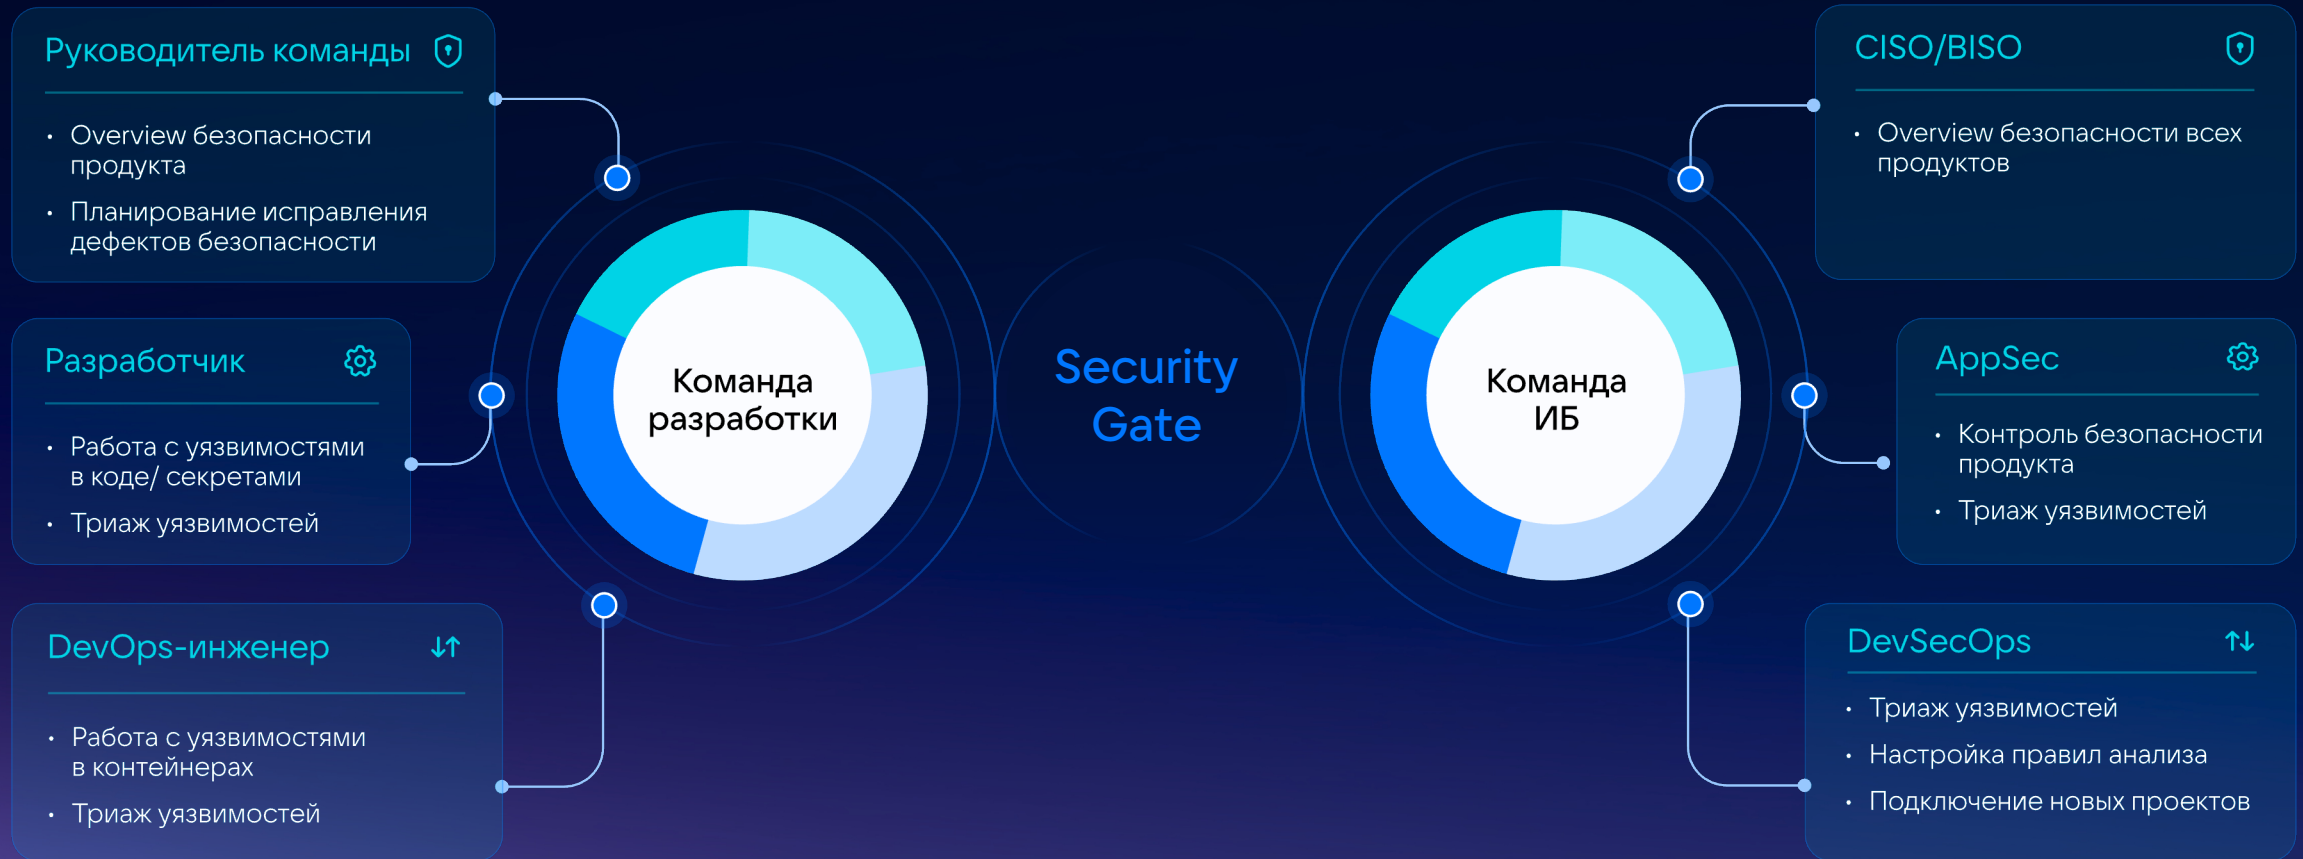 Руководитель команды
• Overview безопасности
продукта
• Планирование исправления
дефектов безопасности
Разработчик
• Работа с уязвимостями
в коде/ секретами
• Триаж уязвимостей
DevOps-инженер
• Работа с уязвимостями
в контейнерах
• Триаж уязвимостей
Команда
разработки
Security
Gate
Команда
ИБ
CISO/BISO
• Overview безопасности всех
продуктов
AppSec
• Контроль безопасности
продукта
• Триаж уязвимостей
DevSecOps
• Триаж уязвимостей
• Настройка правил анализа
• Подключение новых проектов